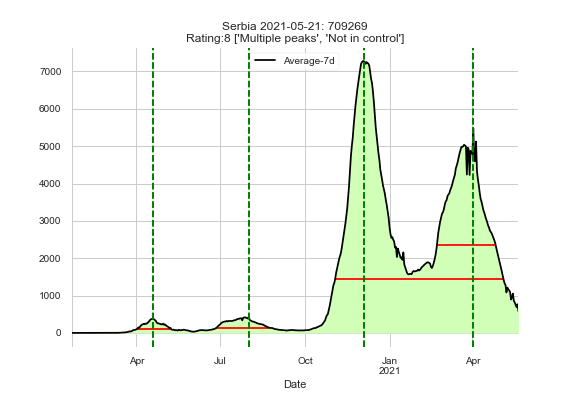 Serbia 2021-05-21: 709269
Rating:8 ['Multiple peaks', 'Not in control']
Average-7d
7000
6000
5000
4000
3000
2000
1000
0
Apr
Jul
Oct
Jan
2021
Apr
Date